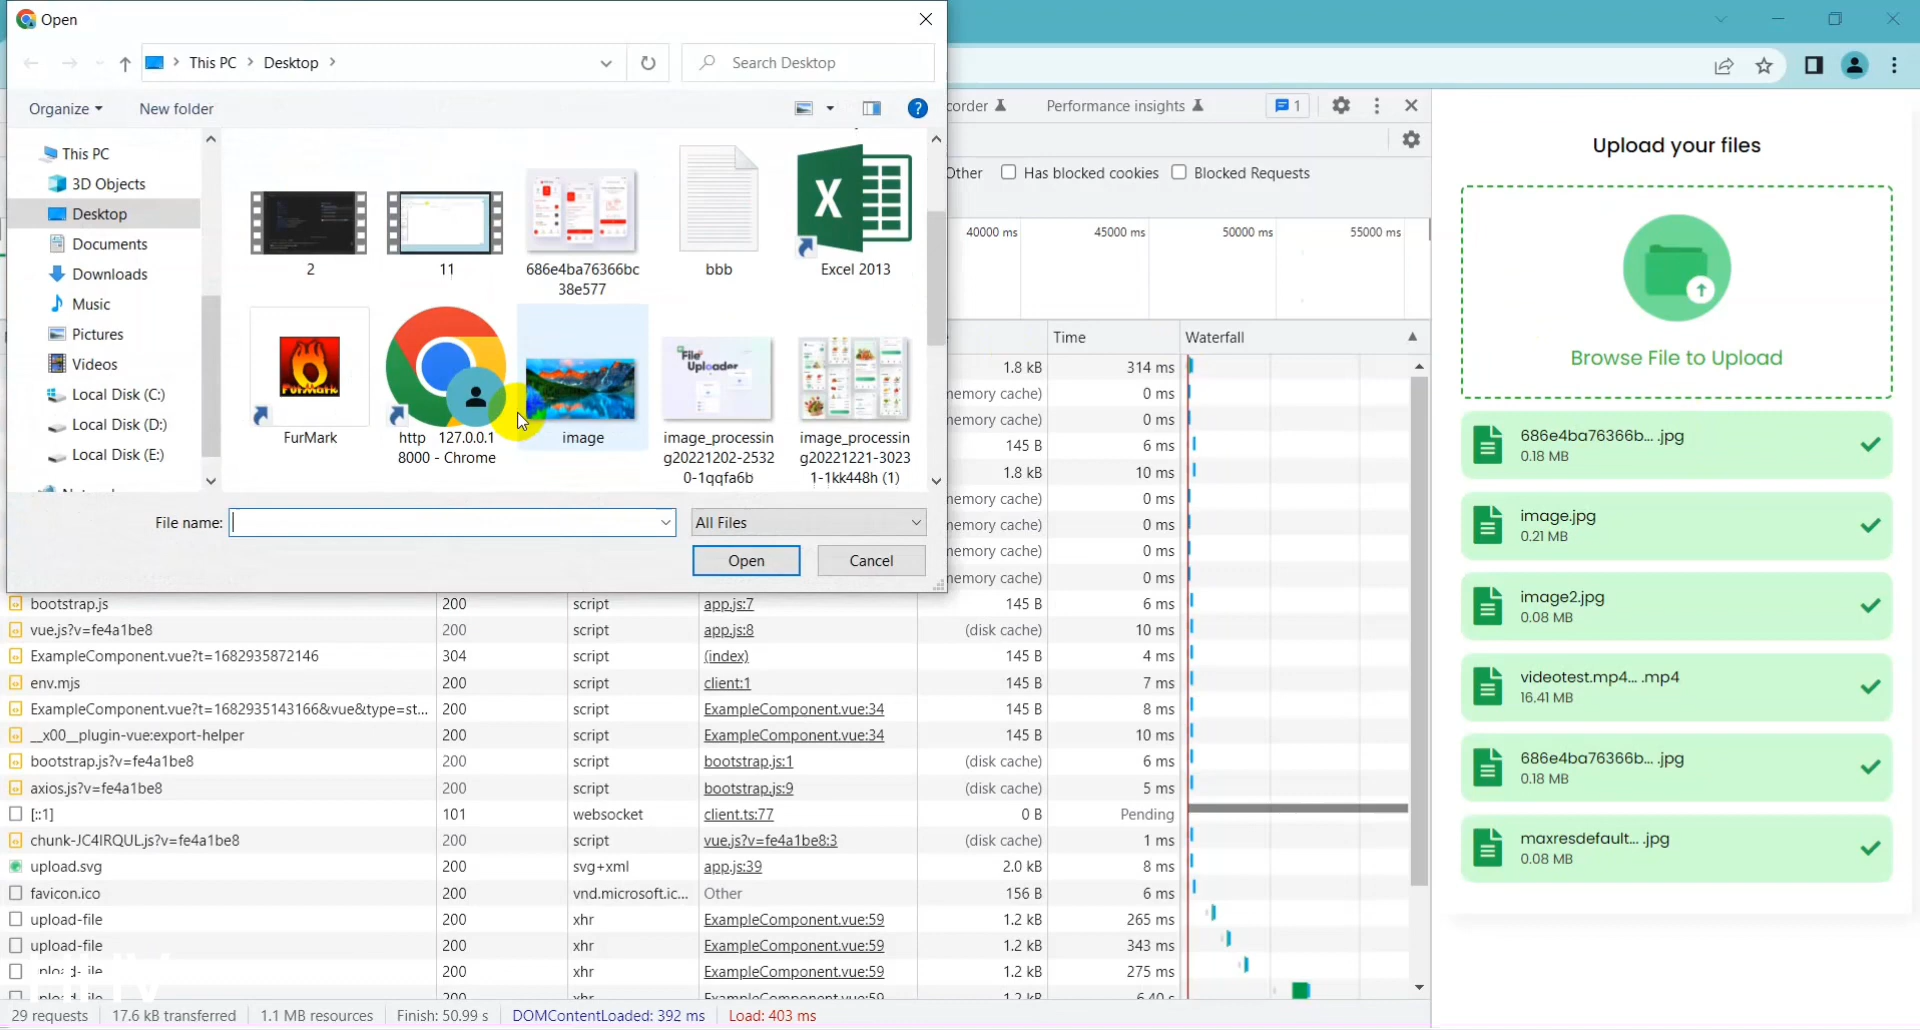 Open
This PC
Desktop
Search Desktop
Organize
New folder
This PC
3D Objects
Desktop
Documents
Downloads
Music
Pictures
Videos
Local Disk (C:)
Local Disk (D:)
Local Disk (E:)
2
11
686e4ba76366bc
38e577
bbb
Excel 2013
FurMark
http 127.0.0.1
8000 - Chrome
image
image_processin
g20221202-2532
0-1qqfa6b
image_processin
g20221221-3023
1-1kk448h (1)
File name:
All Files
Open
Cancel
Performance insights
1
Has blocked cookies
Blocked Requests
40000 ms
45000 ms
50000 ms
55000 ms
Time
Waterfall
1.8 kB 314 ms
0 ms
0 ms
145 B 6 ms
1.8 kB 10 ms
0 ms
0 ms
0 ms
0 ms
bootstrap.js 200 script app.js:7 145 B 6 ms
vue.js?v=fe4a1be8 200 script app.js:8 (disk cache) 10 ms
ExampleComponent.vue?t=1682935872146 304 script (index) 145 B 4 ms
env.mjs 200 script client:1 145 B 7 ms
ExampleComponent.vue?t=1682935143166&vue&type=st... 200 script ExampleComponent.vue:34 145 B 8 ms
__x00__plugin-vue:export-helper 200 script ExampleComponent.vue:34 145 B 10 ms
bootstrap.js?v=fe4a1be8 200 script bootstrap.js:1 (disk cache) 6 ms
axios.js?v=fe4a1be8 200 script bootstrap.js:9 (disk cache) 5 ms
[::1] 101 websocket client.ts:77 0 B Pending
chunk-JC4IRQUL.js?v=fe4a1be8 200 script vue.js?v=fe4a1be8:3 (disk cache) 1 ms
upload.svg 200 svg+xml app.js:39 2.0 kB 8 ms
favicon.ico 200 vnd.microsoft.ic... Other 156 B 6 ms
upload-file 200 xhr ExampleComponent.vue:59 1.2 kB 265 ms
upload-file 200 xhr ExampleComponent.vue:59 1.2 kB 343 ms
200 xhr ExampleComponent.vue:59 1.2 kB 275 ms
29 requests
17.6 kB transferred
1.1 MB resources
Finish: 50.99 s
DOMContentLoaded: 392 ms
Load: 403 ms
Upload your files
Browse File to Upload
686e4ba76366b... .jpg
0.18 MB
image.jpg
0.21 MB
image2.jpg
0.08 MB
videotest.mp4... .mp4
16.41 MB
686e4ba76366b... .jpg
0.18 MB
maxresdefault... .jpg
0.08 MB